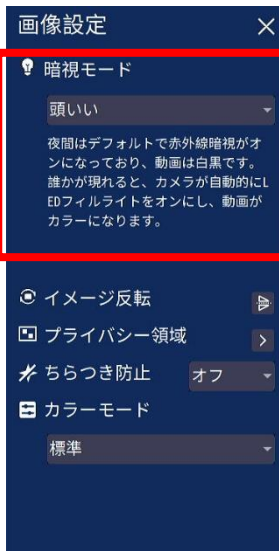 画像設定
暗視モード
頭いい
夜間はデフォルトで赤外線暗視がオ
ンになっており、動画は白黒です。
誰かが現れると、カメラが自動的にL
EDフィルライトをオンにし、動画が
カラーになります。
イメージ反転
プライバシー領域
ちらつき防止 オフ
カラーモード
標準